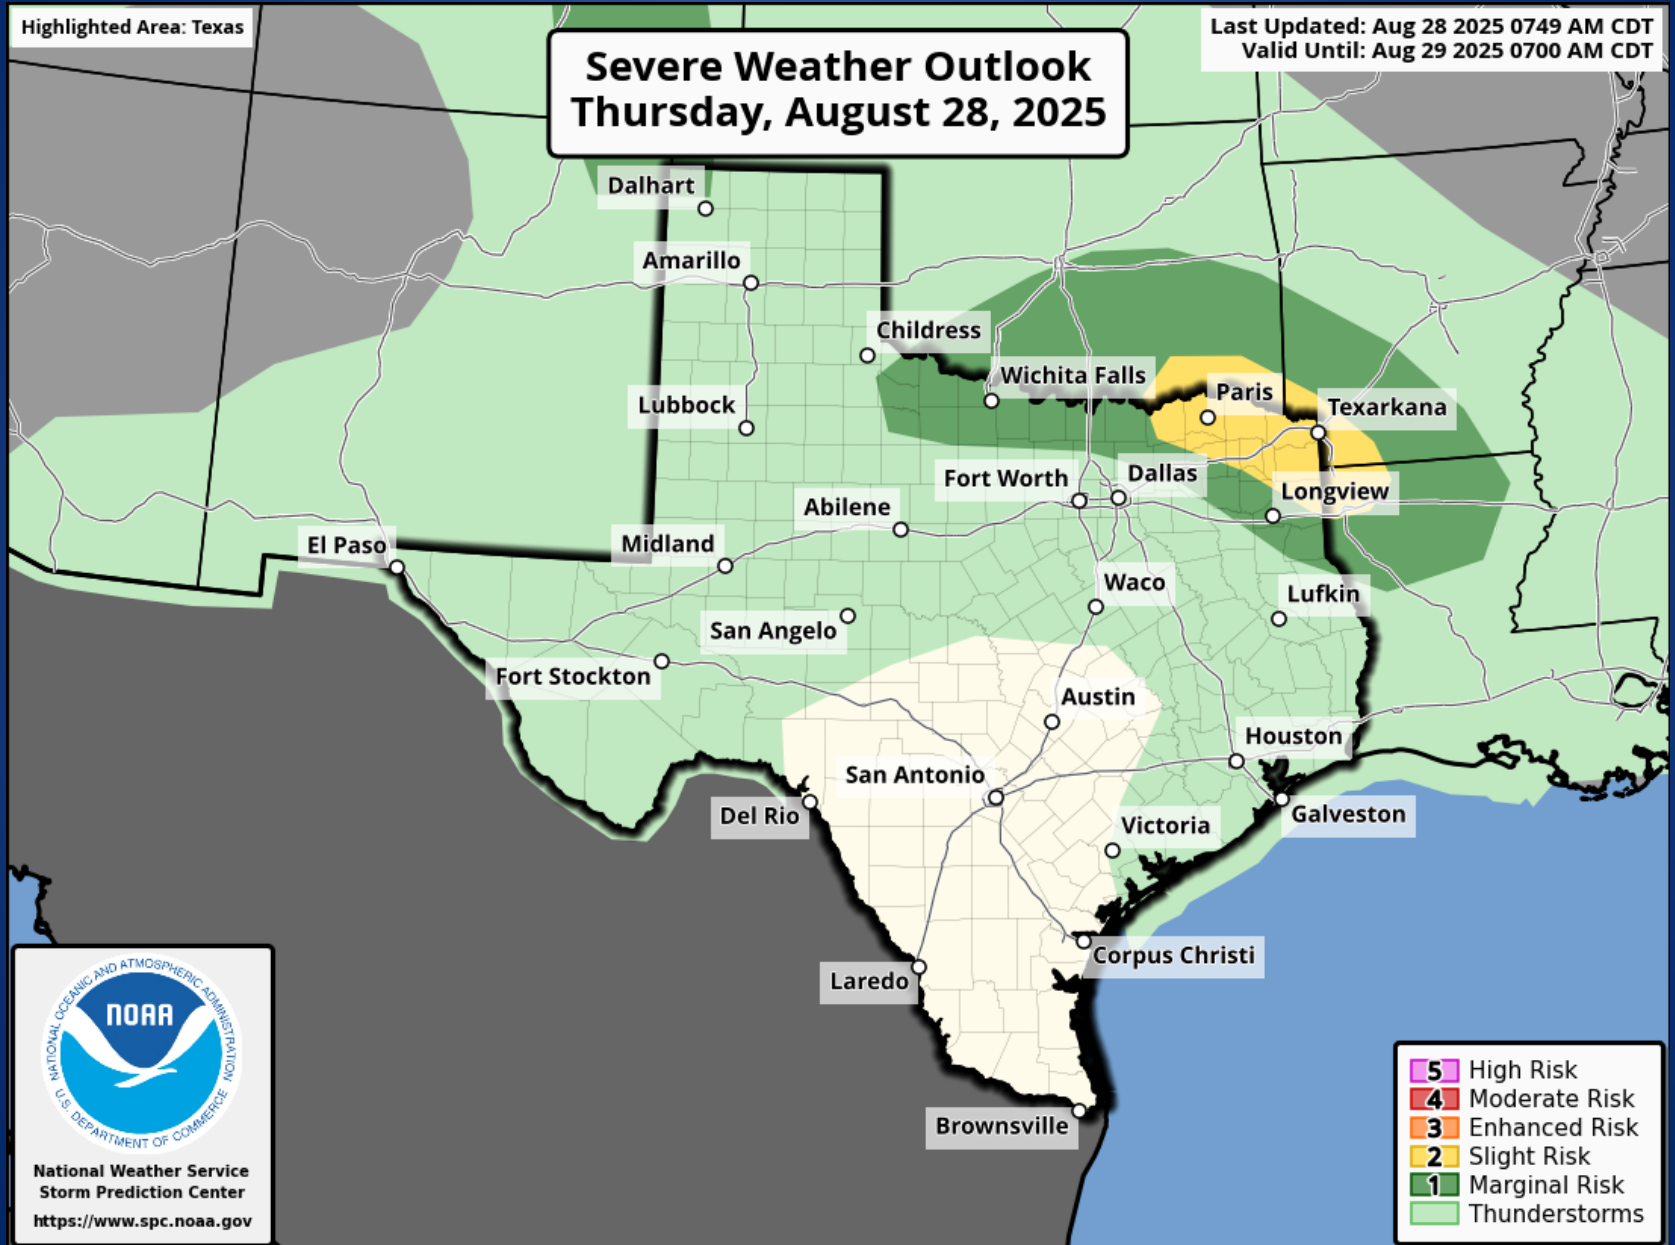 Highlighted Area: Texas
Last Updated: Aug 28 2025 0749 AM CDT
Valid Until: Aug 29 2025 0700 AM CDT
Severe Weather Outlook
Thursday, August 28, 2025
Dalhart
Amarillo
Childress
Wichita Falls
Paris
Texarkana
Lubbock
Fort Worth
Dallas
Longview
Abilene
El Paso
Midland
Waco
Lufkin
San Angelo
Fort Stockton
Austin
Houston
San Antonio
Del Rio
Galveston
Victoria
Corpus Christi
Laredo
Brownsville
NATIONAL OCEANIC AND ATMOSPHERIC ADMINISTRATION
NOAA
U.S. DEPARTMENT OF COMMERCE
National Weather Service
Storm Prediction Center
https://www.spc.noaa.gov
5 High Risk
4 Moderate Risk
3 Enhanced Risk
2 Slight Risk
1 Marginal Risk
Thunderstorms